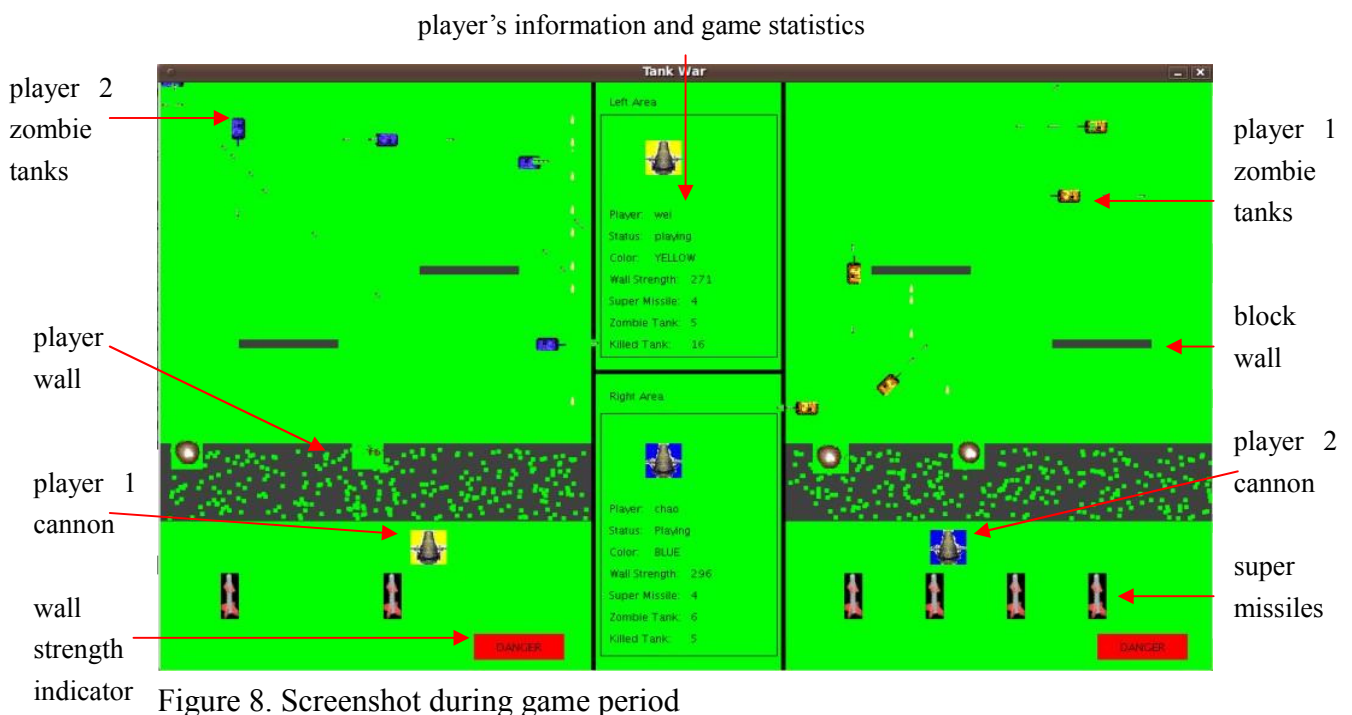 player's information and game statistics
Tank War
player 2
zombie
tanks
player
wall
player 1
cannon
wall
strength
indicator
DANGER
Left Area
Player: wei
Status: playing
Color: YELLOW
Wall Strength: 271
Super Missile: 4
Zombie Tank: 5
Killed Tank: 16
Right Area
Player: chao
Status: Playing
Color: BLUE
Wall Strength: 296
Super Missile: 4
Zombie Tank: 6
Killed Tank: 5
player 1
zombie
tanks
block
wall
player 2
cannon
super
missiles
DANGER
Figure 8. Screenshot during game period